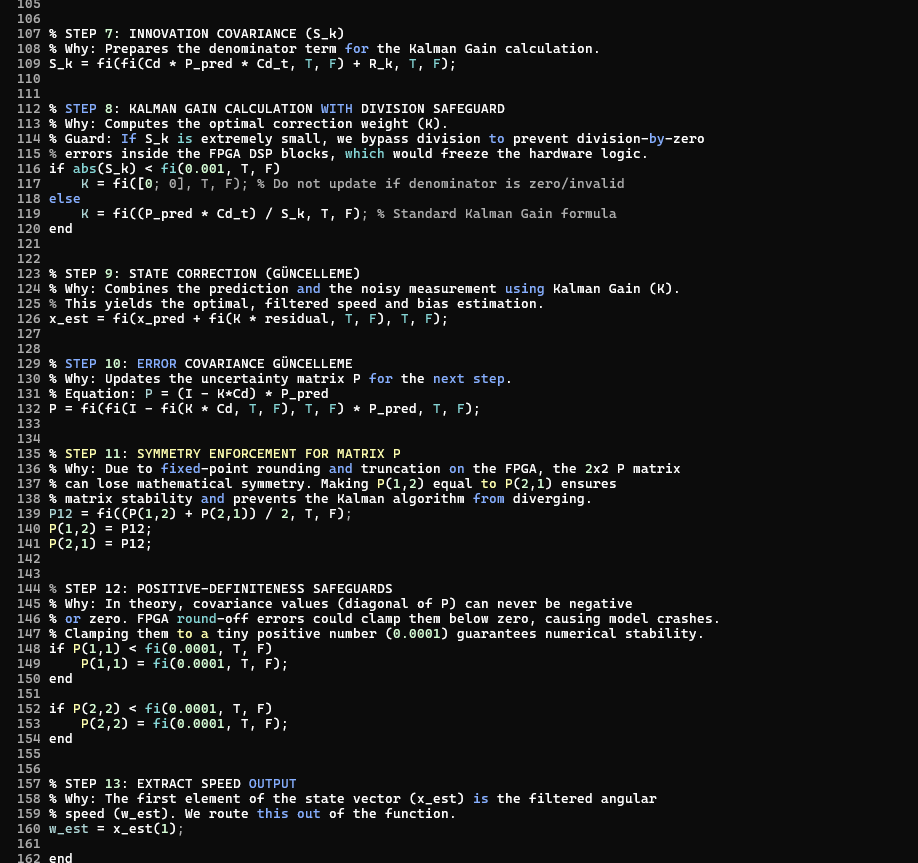 105
106
107 % STEP 7: INNOVATION COVARIANCE (S_k)
108 % Why: Prepares the denominator term for the Kalman Gain calculation.
109 S_k = fi(fi(Cd * P_pred * Cd_t, T, F) + R_k, T, F);
110
111
112 % STEP 8: KALMAN GAIN CALCULATION WITH DIVISION SAFEGUARD
113 % Why: Computes the optimal correction weight (K).
114 % Guard: If S_k is extremely small, we bypass division to prevent division-by-zero
115 % errors inside the FPGA DSP blocks, which would freeze the hardware logic.
116 if abs(S_k) < fi(0.001, T, F)
117     K = fi([0; 0], T, F); % Do not update if denominator is zero/invalid
118 else
119     K = fi((P_pred * Cd_t) / S_k, T, F); % Standard Kalman Gain formula
120 end
121
122
123 % STEP 9: STATE CORRECTION (GÜNCELLEME)
124 % Why: Combines the prediction and the noisy measurement using Kalman Gain (K).
125 % This yields the optimal, filtered speed and bias estimation.
126 x_est = fi(x_pred + fi(K * residual, T, F), T, F);
127
128
129 % STEP 10: ERROR COVARIANCE GÜNCELLEME
130 % Why: Updates the uncertainty matrix P for the next step.
131 % Equation: P = (I - K*Cd) * P_pred
132 P = fi(fi(I - fi(K * Cd, T, F), T, F) * P_pred, T, F);
133
134
135 % STEP 11: SYMMETRY ENFORCEMENT FOR MATRIX P
136 % Why: Due to fixed-point rounding and truncation on the FPGA, the 2x2 P matrix
137 % can lose mathematical symmetry. Making P(1,2) equal to P(2,1) ensures
138 % matrix stability and prevents the Kalman algorithm from diverging.
139 P12 = fi((P(1,2) + P(2,1)) / 2, T, F);
140 P(1,2) = P12;
141 P(2,1) = P12;
142
143
144 % STEP 12: POSITIVE-DEFINITENESS SAFEGUARDS
145 % Why: In theory, covariance values (diagonal of P) can never be negative
146 % or zero. FPGA round-off errors could clamp them below zero, causing model crashes.
147 % Clamping them to a tiny positive number (0.0001) guarantees numerical stability.
148 if P(1,1) < fi(0.0001, T, F)
149     P(1,1) = fi(0.0001, T, F);
150 end
151
152 if P(2,2) < fi(0.0001, T, F)
153     P(2,2) = fi(0.0001, T, F);
154 end
155
156
157 % STEP 13: EXTRACT SPEED OUTPUT
158 % Why: The first element of the state vector (x_est) is the filtered angular
159 % speed (w_est). We route this out of the function.
160 w_est = x_est(1);
161
162 end